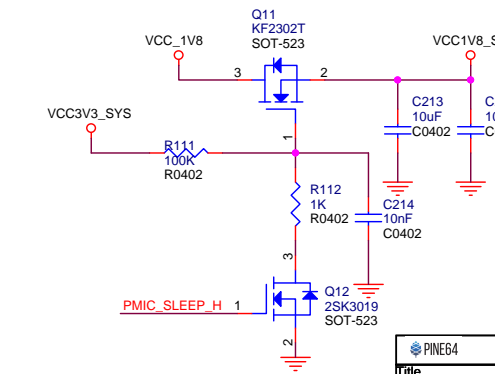 Q11
KF2302T
SOT-523
VCC_1V8
VCC1V8_S
3
2
1
C213
10uF
C0402
C
10
C
VCC3V3_SYS
R111
100K
R0402
R112
1K
R0402
C214
10nF
C0402
3
PMIC_SLEEP_H
1
Q12
2SK3019
SOT-523
2
PINE64
Title